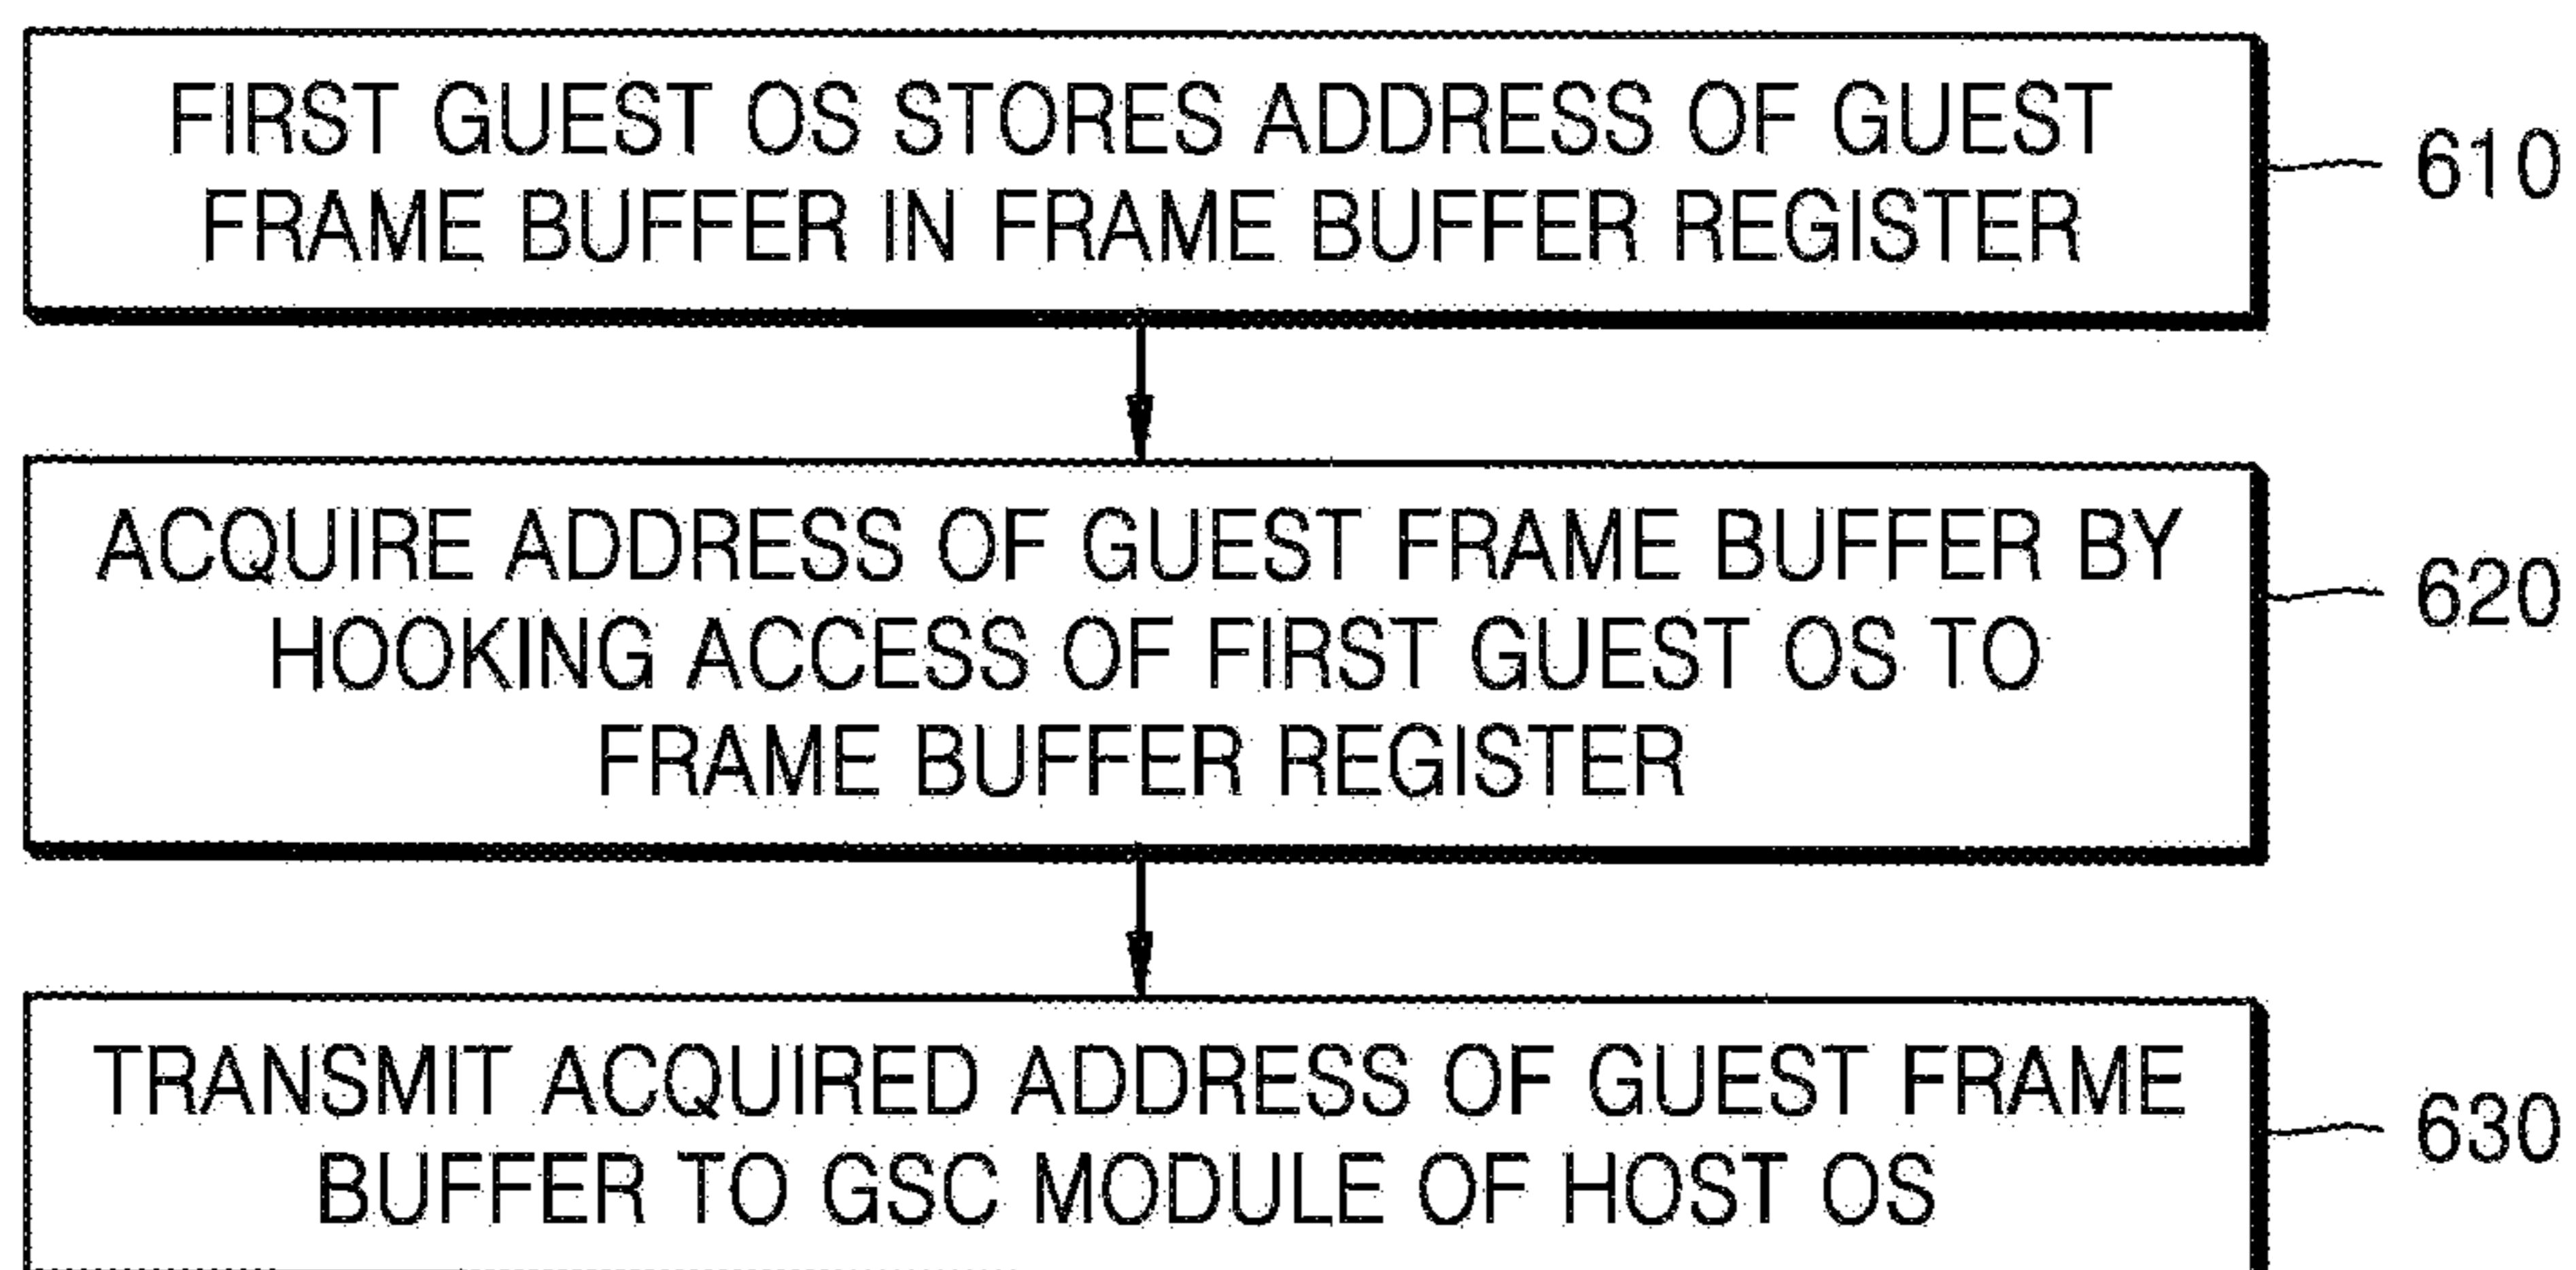 FIRST GUEST OS STORES ADDRESS OF GUEST
FRAME BUFFER IN FRAME BUFFER REGISTER
610
ACQUIRE ADDRESS OF GUEST FRAME BUFFER BY
HOOKING ACCESS OF FIRST GUEST OS TO
FRAME BUFFER REGISTER
620
TRANSMIT ACQUIRED ADDRESS OF GUEST FRAME
BUFFER TO GSC MODULE OF HOST OS
630